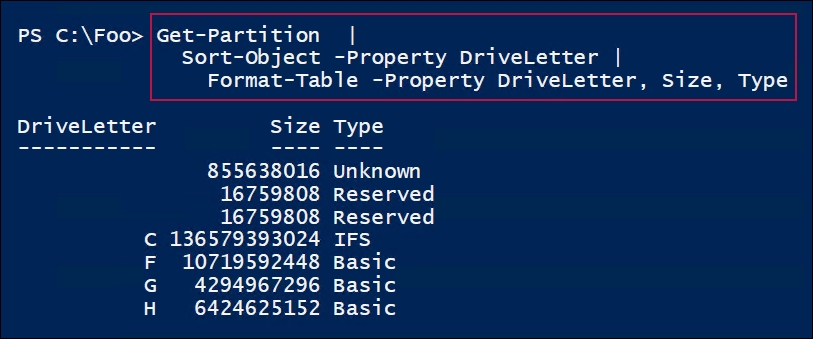 PS C:\Foo> Get-Partition  |
Sort-Object -Property DriveLetter |
Format-Table -Property DriveLetter, Size, Type
DriveLetter         Size Type
-----------         ---- ----
855638016 Unknown
16759808 Reserved
16759808 Reserved
C 136579393024 IFS
F  10719592448 Basic
G   4294967296 Basic
H   6424625152 Basic